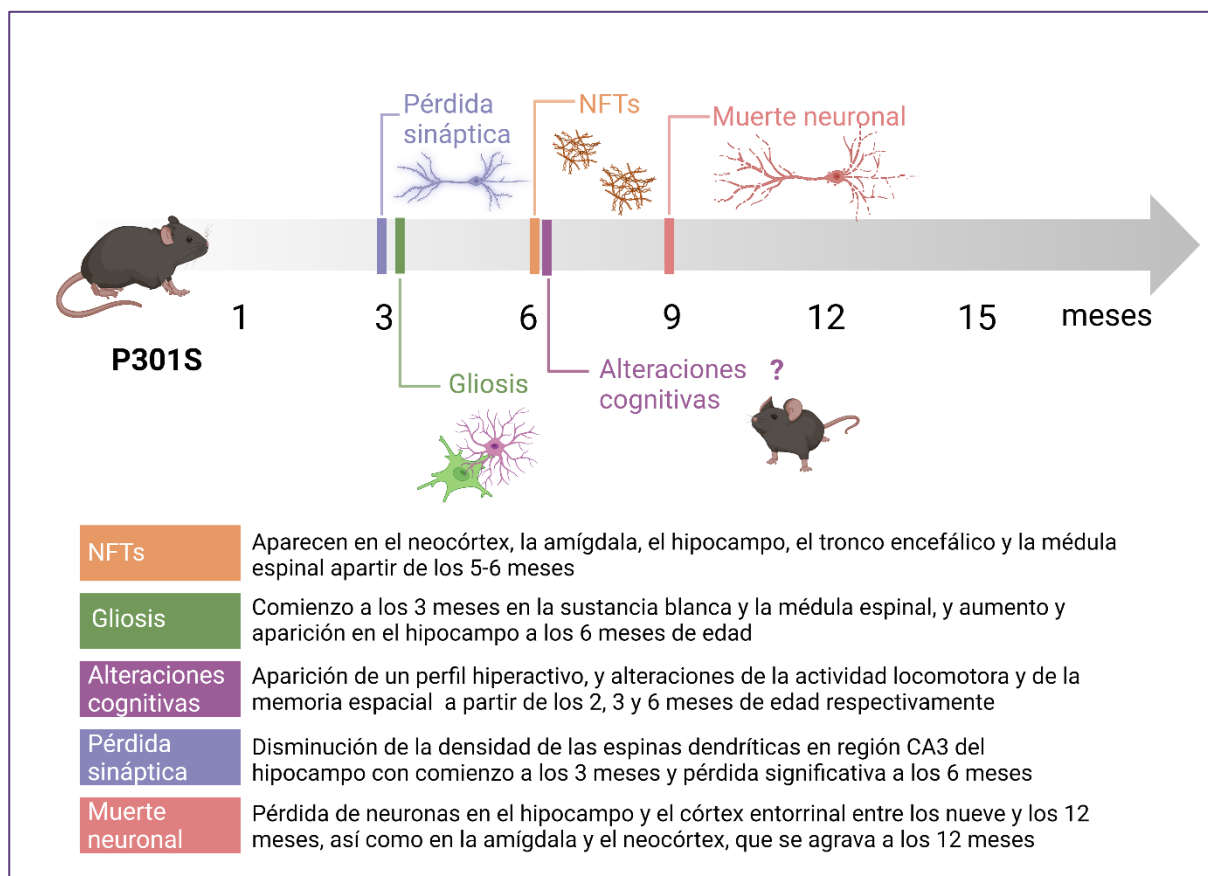 Pérdida
sináptica
NFTs
Muerte neuronal
1
3
6
9
12
15
meses
P301S
Gliosis
Alteraciones ?
cognitivas
NFTs
Aparecen en el neocórtex, la amígdala, el hipocampo, el tronco encefálico y la médula
espinal apartir de los 5-6 meses
Gliosis
Comienzo a los 3 meses en la sustancia blanca y la médula espinal, y aumento y
aparición en el hipocampo a los 6 meses de edad
Alteraciones
cognitivas
Aparición de un perfil hiperactivo, y alteraciones de la actividad locomotora y de la
memoria espacial a partir de los 2, 3 y 6 meses de edad respectivamente
Pérdida
sináptica
Disminución de la densidad de las espinas dendríticas en región CA3 del
hipocampo con comienzo a los 3 meses y pérdida significativa a los 6 meses
Muerte
neuronal
Pérdida de neuronas en el hipocampo y el córtex entorrinal entre los nueve y los 12
meses, así como en la amígdala y el neocórtex, que se agrava a los 12 meses